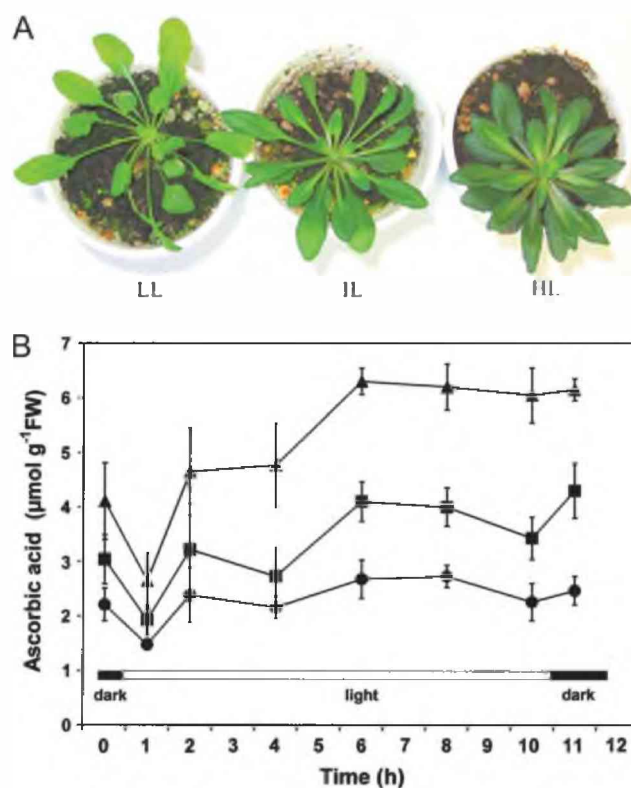 A
LL IL HL
B
7
6
5
4
3
2
1
0
Ascorbic acid (µmol g⁻¹FW)
dark light dark
0 1 2 3 4 5 6 7 8 9 10 11 12
Time (h)